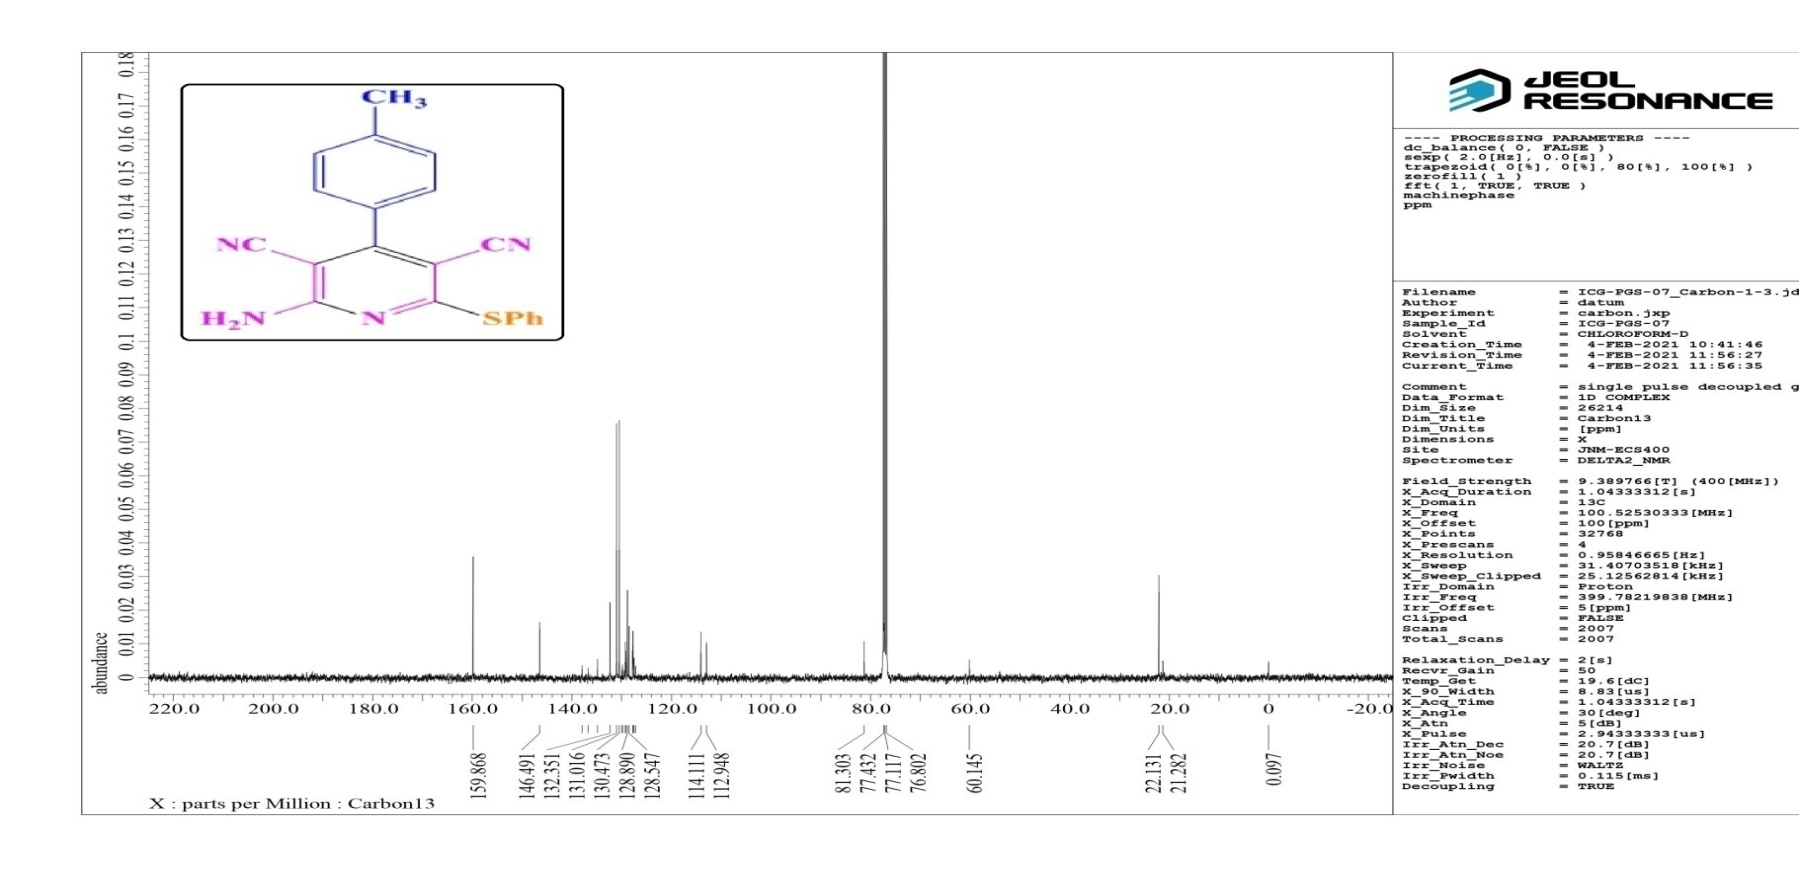 abundance
0.18
0.17
0.16
0.15
0.14
0.13
0.12
0.11
0.1
0.09
0.08
0.07
0.06
0.05
0.04
0.03
0.02
0.01
0
CH3
NC
CN
H2N
N
SPh
220.0 200.0 180.0 160.0 140.0 120.0 100.0 80.0 60.0 40.0 20.0 0 -20.0
159.868
146.491
132.351
131.016
130.473
128.890
128.547
114.111
112.948
81.303
77.432
77.117
76.802
60.145
22.131
21.282
0.097
X : parts per Million : Carbon13
JEOL
RESONANCE
---- PROCESSING PARAMETERS ----
dc_balance( 0, FALSE )
sexp( 2.0[Hz], 0.0[s] )
trapezoid( 0[%], 0[%], 80[%], 100[%] )
zerofill( 1 )
fft( 1, TRUE, TRUE )
machinephase
ppm
Filename = ICG-PGS-07_Carbon-1-3.jd
Author = datum
Experiment = carbon.jxp
Sample_Id = ICG-PGS-07
Solvent = CHLOROFORM-D
Creation_Time = 4-FEB-2021 10:41:46
Revision_Time = 4-FEB-2021 11:56:27
Current_Time = 4-FEB-2021 11:56:35
Comment = single pulse decoupled g
Data_Format = 1D COMPLEX
Dim_Size = 26214
Dim_Title = Carbon13
Dim_Units = [ppm]
Dimensions = X
Site = JNM-ECS400
Spectrometer = DELTA2_NMR
Field_Strength = 9.389766[T] (400[MHz])
X_Acq_Duration = 1.04333312[s]
X_Domain = 13C
X_Freq = 100.52530333[MHz]
X_Offset = 100[ppm]
X_Points = 32768
X_Prescans = 4
X_Resolution = 0.95846665[Hz]
X_Sweep = 31.40703518[kHz]
X_Sweep_Clipped = 25.12562814[kHz]
Irr_Domain = Proton
Irr_Freq = 399.78219838[MHz]
Irr_Offset = 5[ppm]
Clipped = FALSE
Scans = 2007
Total_Scans = 2007
Relaxation_Delay = 2[s]
Recvr_Gain = 50
Temp_Get = 19.6[dC]
X_90_Width = 8.83[us]
X_Acq_Time = 1.04333312[s]
X_Angle = 30[deg]
X_Atn = 5[dB]
X_Pulse = 2.94333333[us]
Irr_Atn_Dec = 20.7[dB]
Irr_Atn_Noe = 20.7[dB]
Irr_Noise = WALTZ
Irr_Pwidth = 0.115[ms]
Decoupling = TRUE